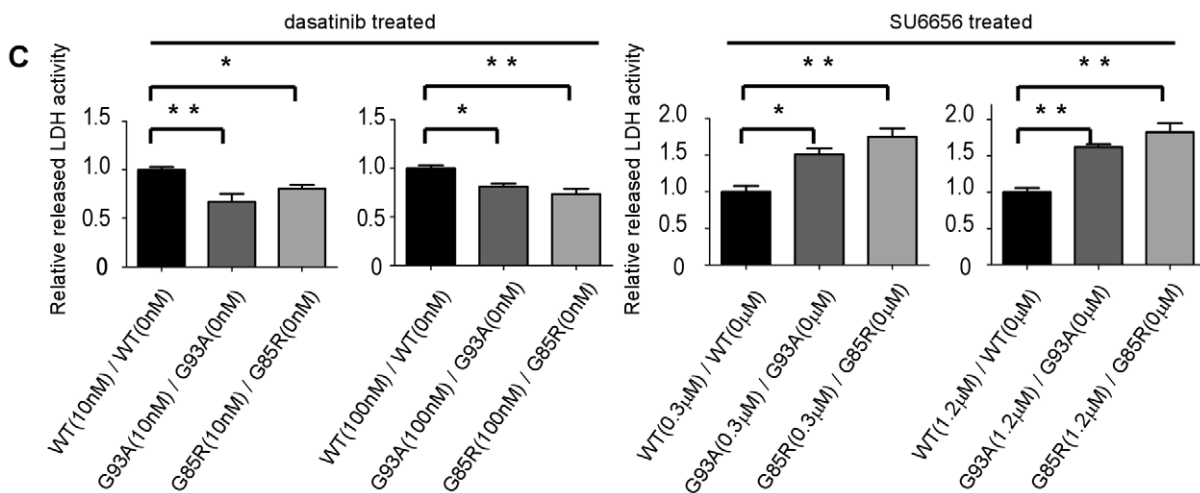 dasatinib treated
SU6656 treated
C
Relative released LDH activity
*
* *
1.5
1.0
0.5
0
WT(10nM) / WT(0nM)
G93A(10nM) / G93A(0nM)
G85R(10nM) / G85R(0nM)
* *
*
1.5
1.0
0.5
0
WT(100nM) / WT(0nM)
G93A(100nM) / G93A(0nM)
G85R(100nM) / G85R(0nM)
Relative released LDH activity
* *
*
2.0
1.5
1.0
0.5
0
WT(0.3μM) / WT(0μM)
G93A(0.3μM) / G93A(0μM)
G85R(0.3μM) / G85R(0μM)
* *
* *
2.0
1.5
1.0
0.5
0
WT(1.2μM) / WT(0μM)
G93A(1.2μM) / G93A(0μM)
G85R(1.2μM) / G85R(0μM)